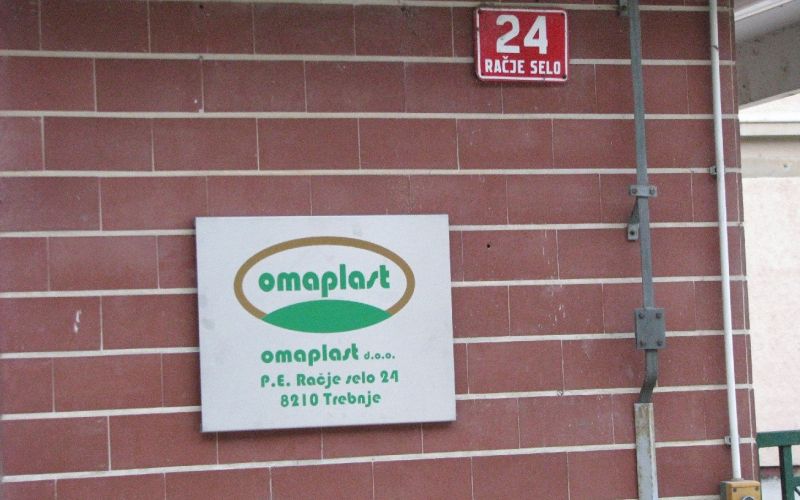 24
RAČJE SELO
omaplast
omaplast d.o.o.
P.E. Račje selo 24
8210 Trebnje